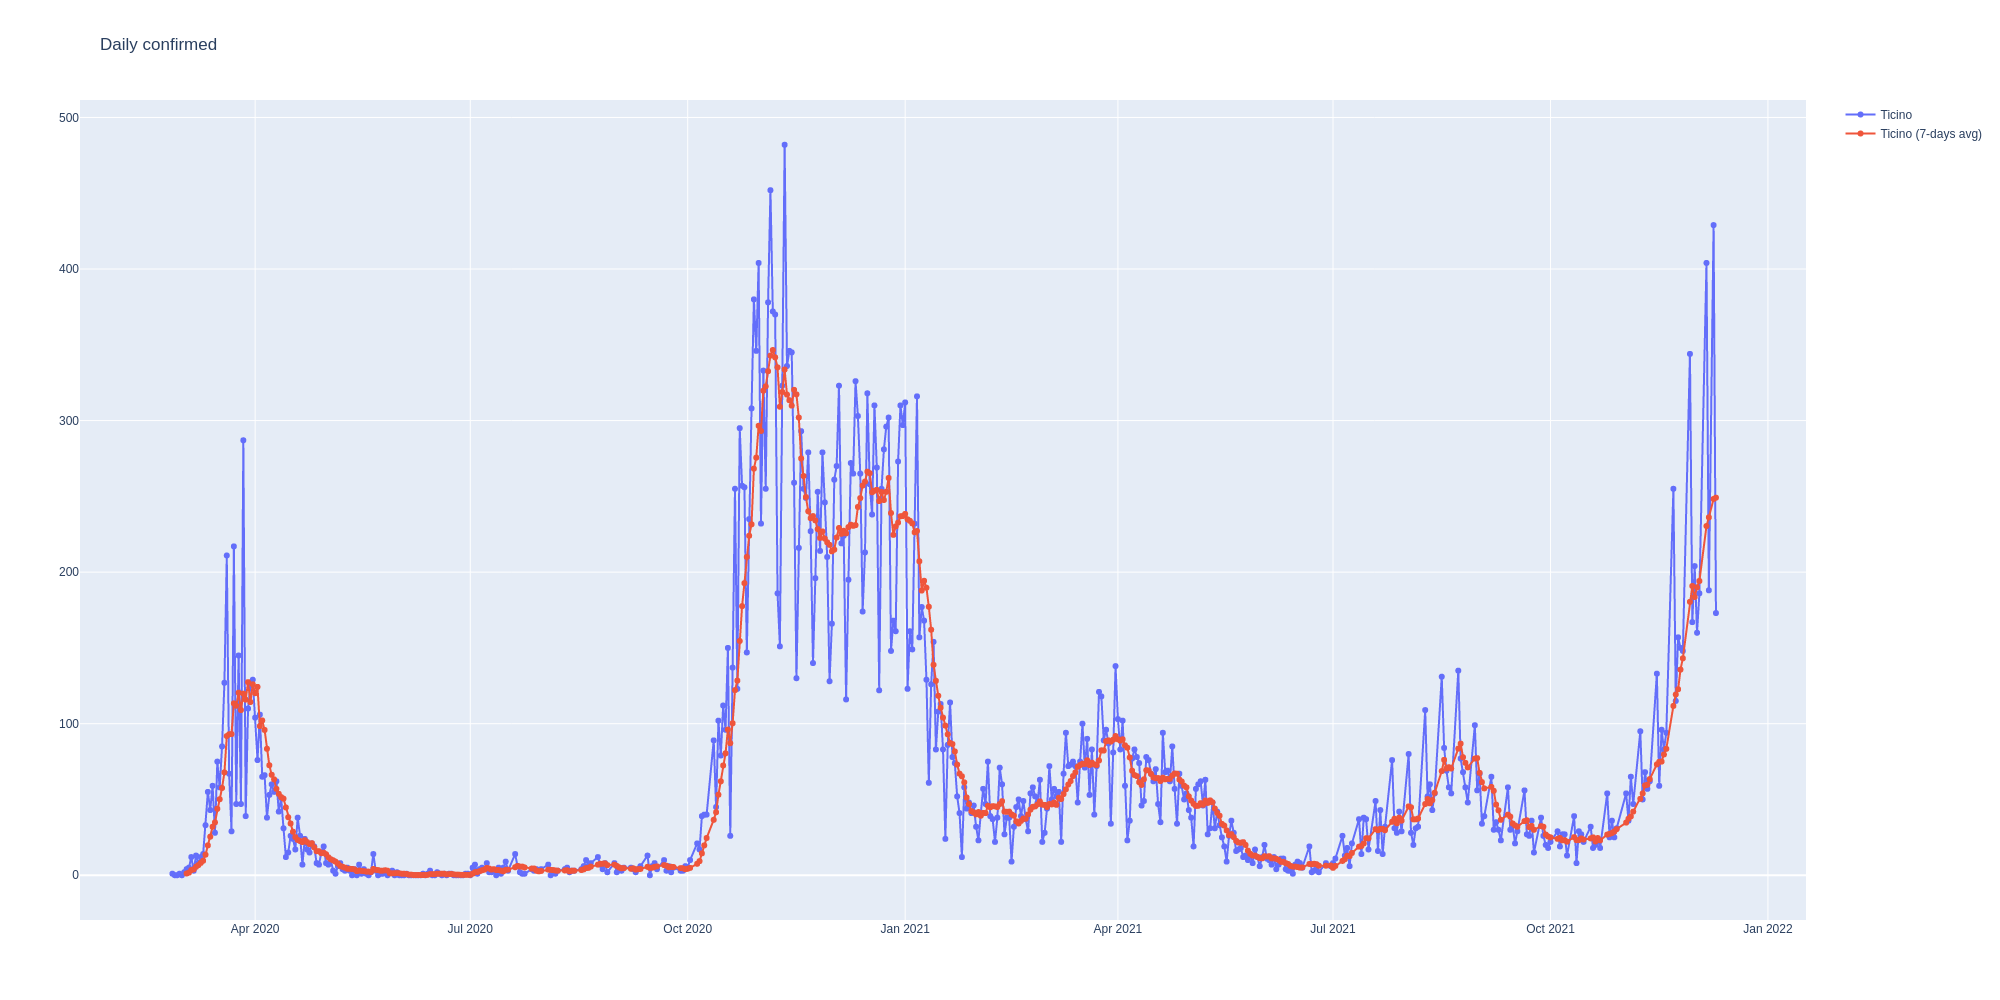 Daily confirmed
Ticino
Ticino (7-days avg)
500
400
300
200
100
0
Apr 2020
Jul 2020
Oct 2020
Jan 2021
Apr 2021
Jul 2021
Oct 2021
Jan 2022